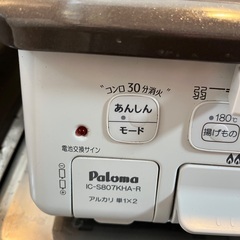 コンロ30分消火
あんしん
モード
電池交換サイン
Paloma
IC-S807KHA-R
アルカリ 単1×2
弱
180℃
揚げもの